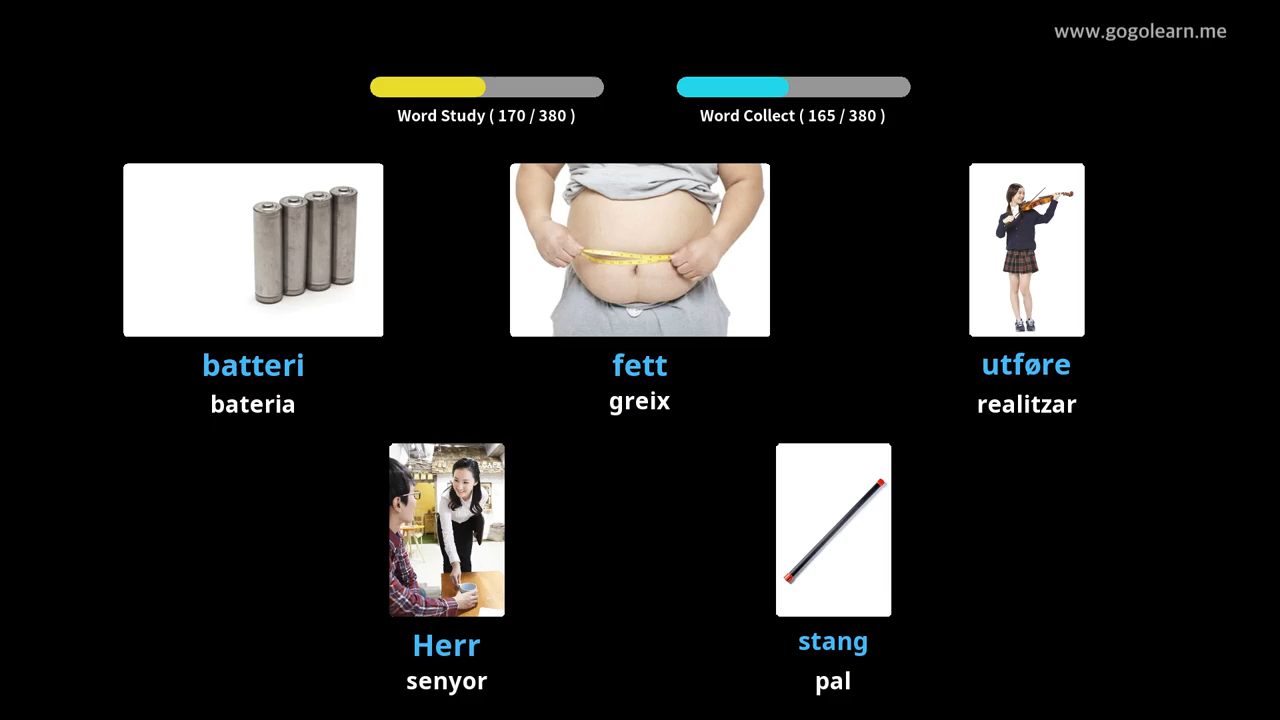 www.gogolearn.me
Word Study ( 170 / 380 )
Word Collect ( 165 / 380 )
batteri
bateria
fett
greix
utføre
realitzar
Herr
senyor
stang
pal